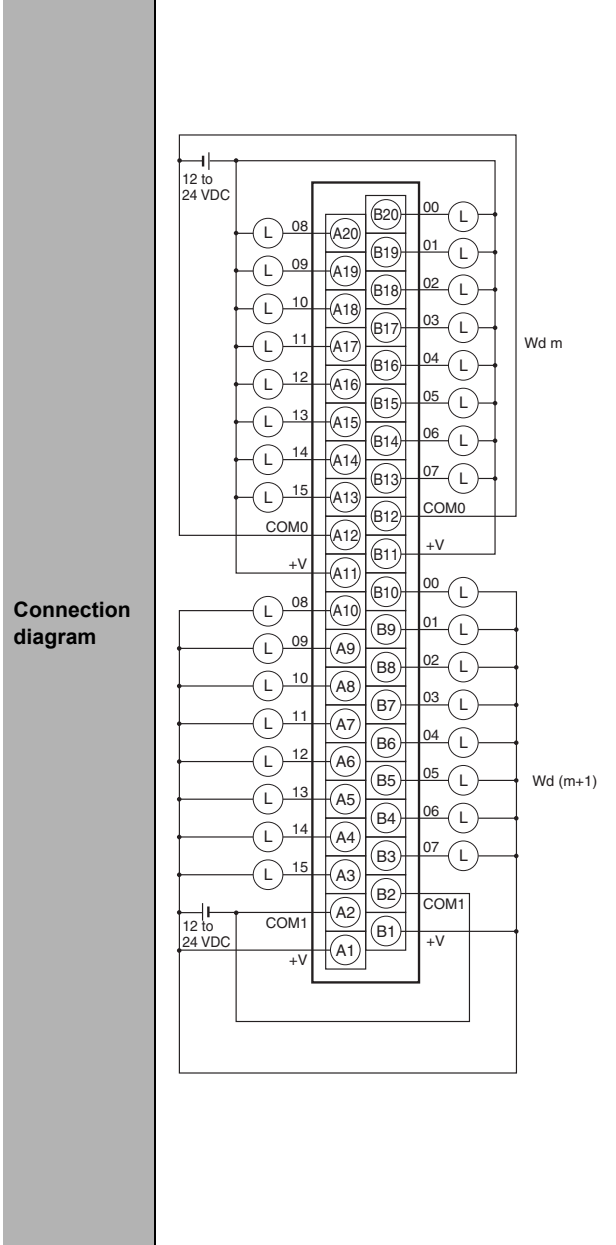 Connection
diagram
12 to
24 VDC
L 08 A20 B20 00 L
L 09 A19 B19 01 L
L 10 A18 B18 02 L
L 11 A17 B17 03 L
Wd m
L 12 A16 B16 04 L
L 13 A15 B15 05 L
L 14 A14 B14 06 L
L 15 A13 B13 07 L
COM0 A12 B12 COM0
+V A11 B11 +V
L 08 A10 B10 00 L
L 09 A9 B9 01 L
L 10 A8 B8 02 L
L 11 A7 B7 03 L
L 12 A6 B6 04 L
L 13 A5 B5 05 L
Wd (m+1)
L 14 A4 B4 06 L
L 15 A3 B3 07 L
12 to
24 VDC
COM1 A2 B2 COM1
+V A1 B1 +V